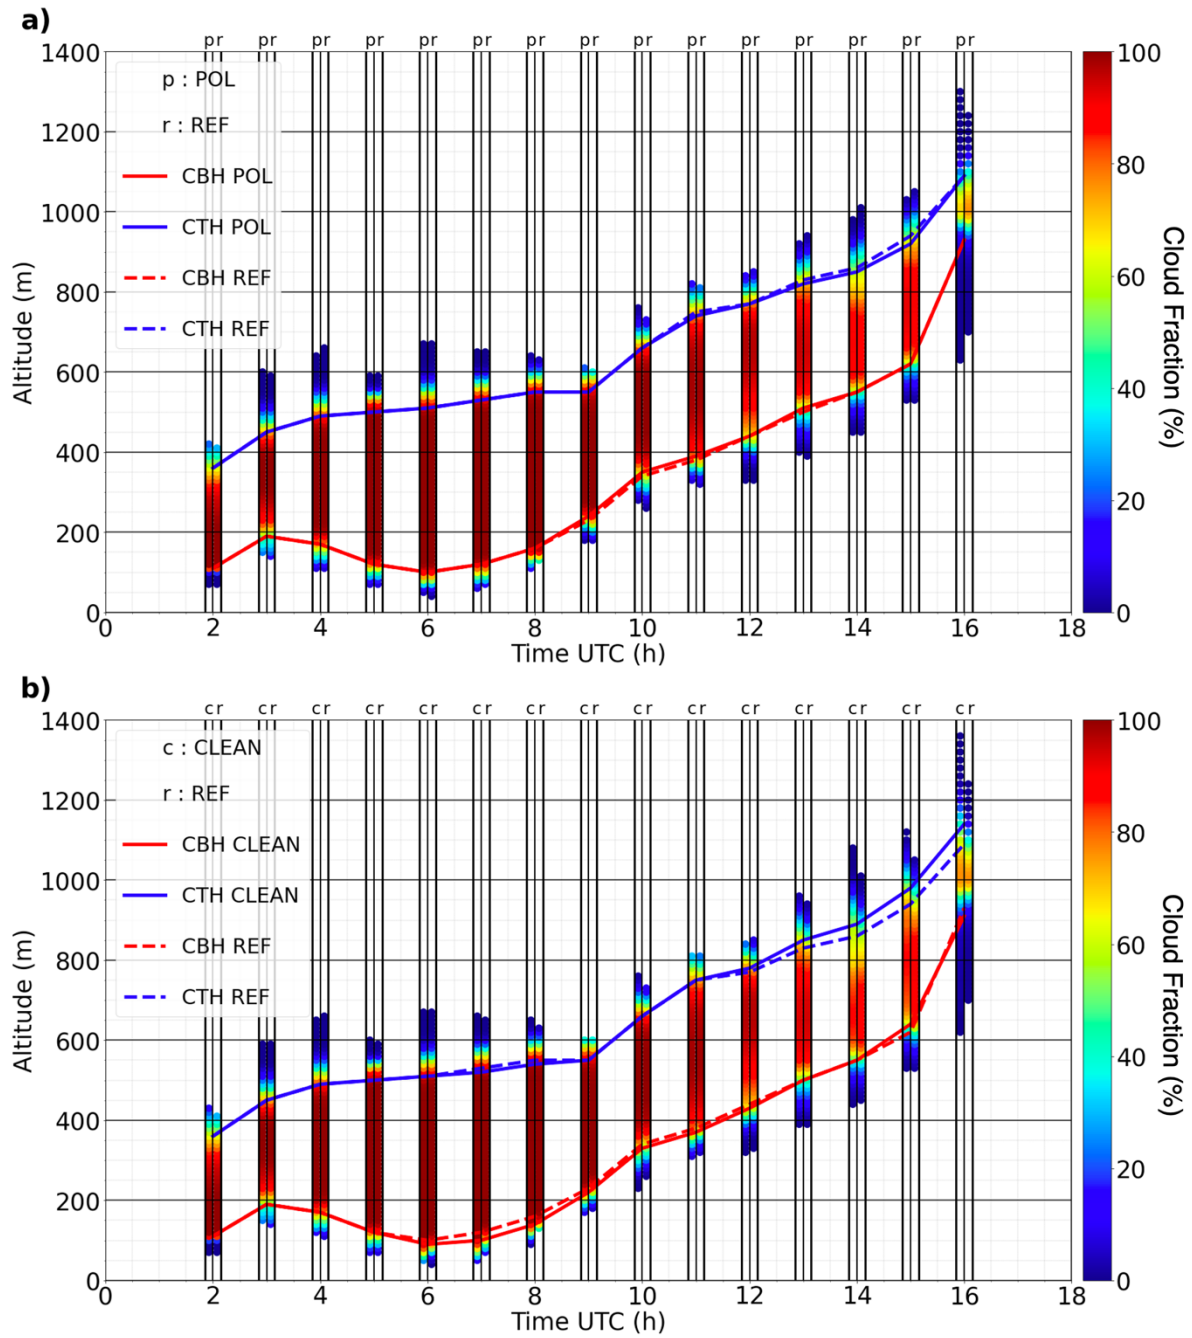 a)
p r p r p r p r p r p r p r p r p r p r p r p r p r p r p r
1400
1200
1000
800
600
400
200
0
Altitude (m)
p : POL
r : REF
CBH POL
CTH POL
CBH REF
CTH REF
0 2 4 6 8 10 12 14 16 18
Time UTC (h)
100
80
60
40
20
0
Cloud Fraction (%)
b)
c r c r c r c r c r c r c r c r c r c r c r c r c r c r c r
1400
1200
1000
800
600
400
200
0
Altitude (m)
c : CLEAN
r : REF
CBH CLEAN
CTH CLEAN
CBH REF
CTH REF
0 2 4 6 8 10 12 14 16 18
Time UTC (h)
100
80
60
40
20
0
Cloud Fraction (%)